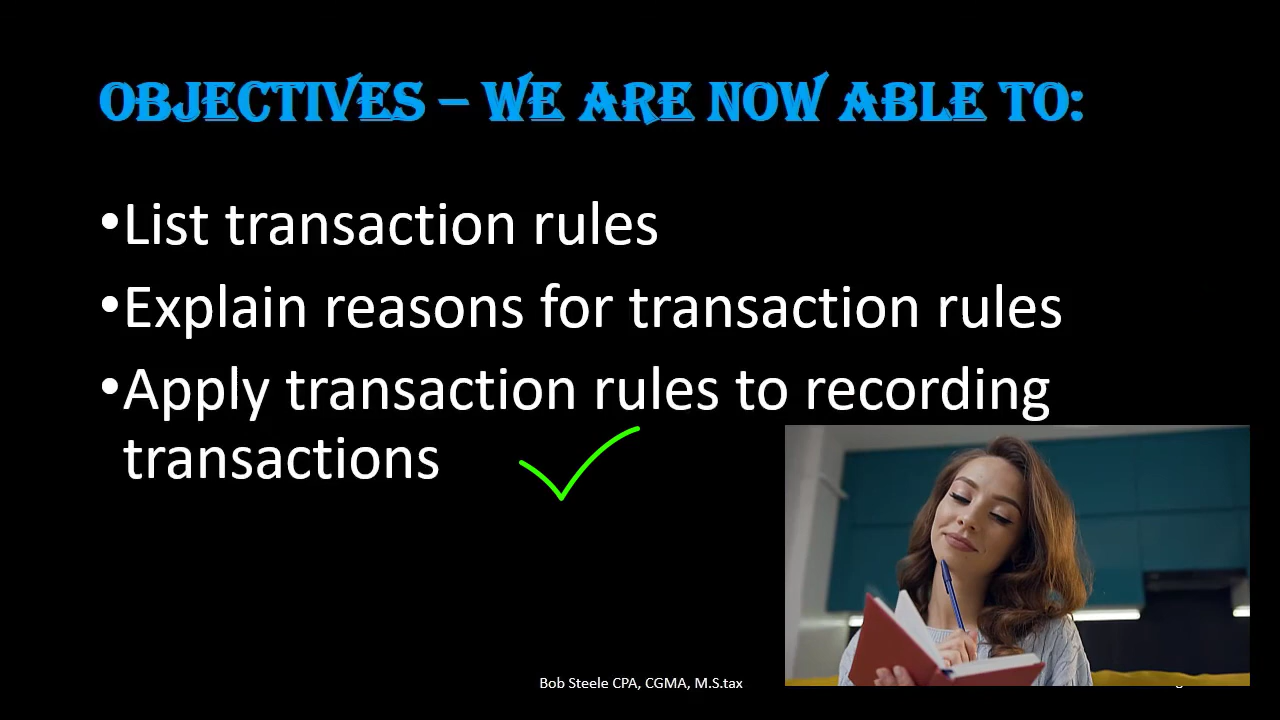 OBJECTIVES – WE ARE NOW ABLE TO:
•List transaction rules
•Explain reasons for transaction rules
•Apply transaction rules to recording
transactions
Bob Steele CPA, CGMA, M.S.tax